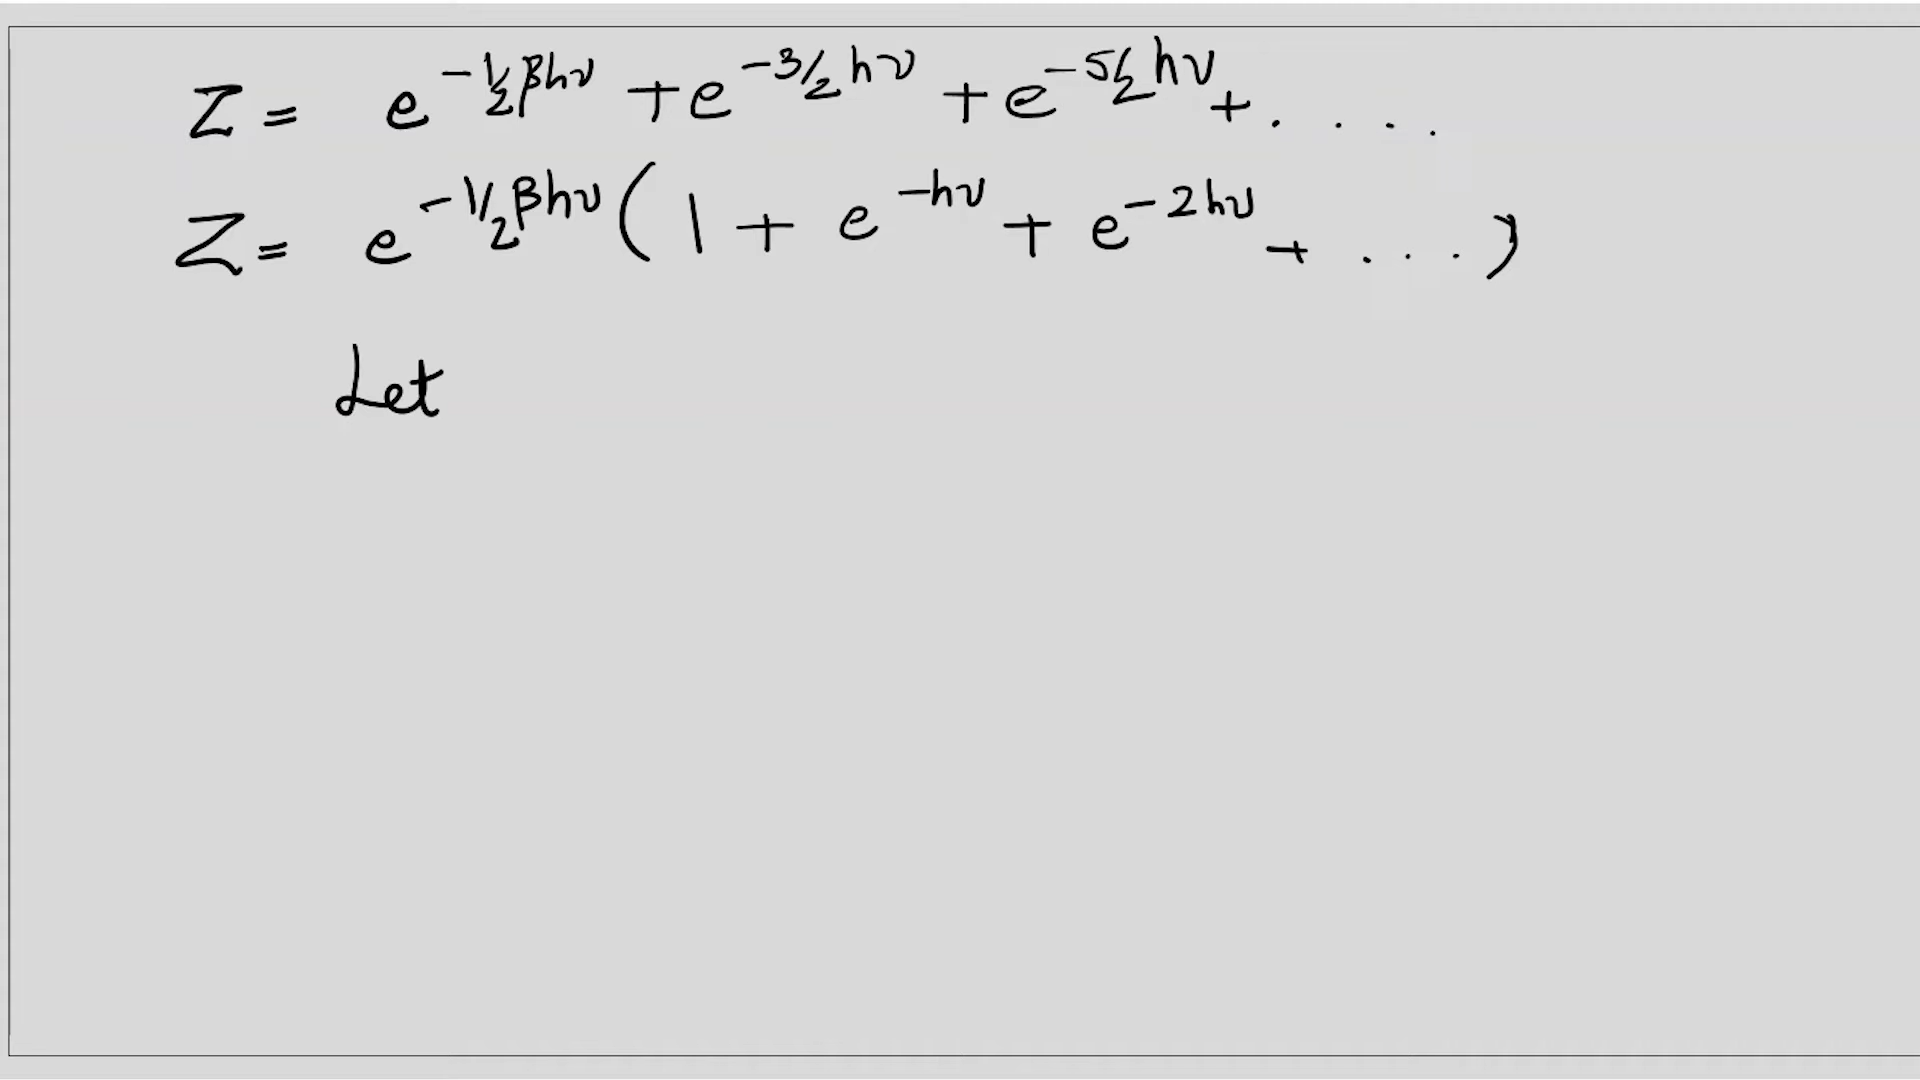 Z = e^{-1/2 βhν} + e^{-3/2 hν} + e^{-5/2 hν} + . . . .
Z = e^{-1/2 βhν} ( 1 + e^{-hν} + e^{-2hν} + . . . )
Let